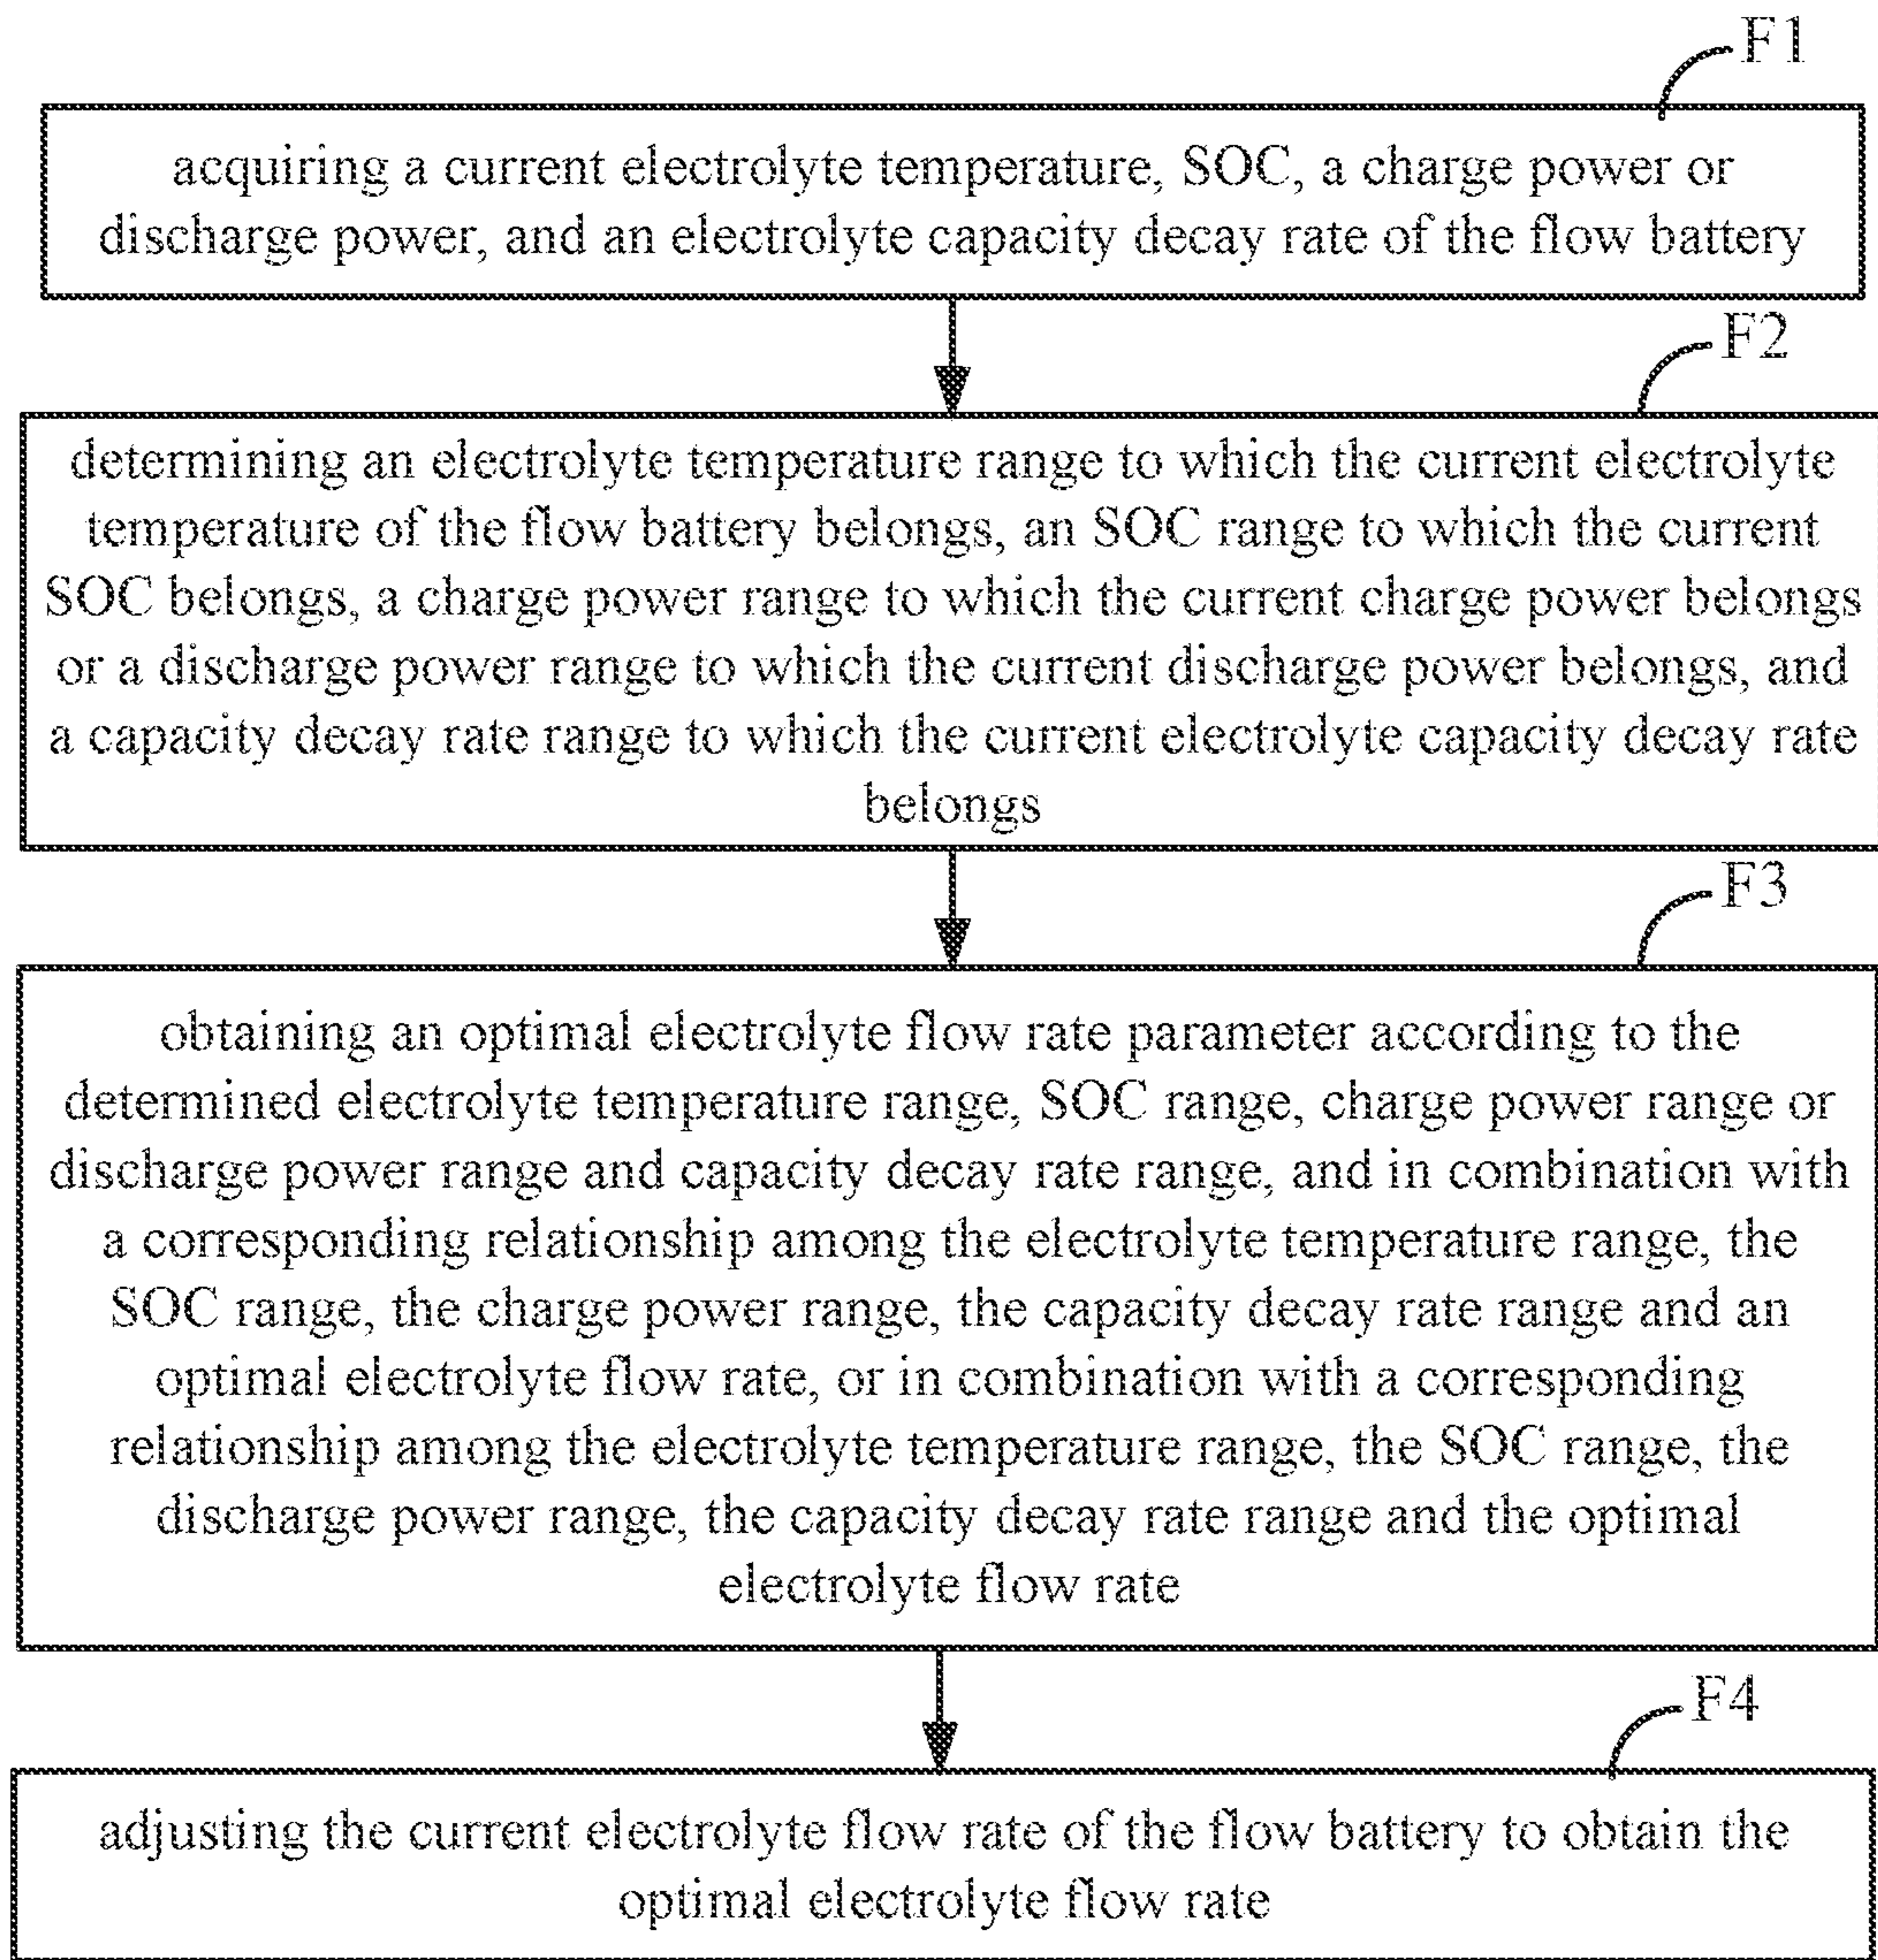 F1
acquiring a current electrolyte temperature, SOC, a charge power or
discharge power, and an electrolyte capacity decay rate of the flow battery
F2
determining an electrolyte temperature range to which the current electrolyte
temperature of the flow battery belongs, an SOC range to which the current
SOC belongs, a charge power range to which the current charge power belongs
or a discharge power range to which the current discharge power belongs, and
a capacity decay rate range to which the current electrolyte capacity decay rate
belongs
F3
obtaining an optimal electrolyte flow rate parameter according to the
determined electrolyte temperature range, SOC range, charge power range or
discharge power range and capacity decay rate range, and in combination with
a corresponding relationship among the electrolyte temperature range, the
SOC range, the charge power range, the capacity decay rate range and an
optimal electrolyte flow rate, or in combination with a corresponding
relationship among the electrolyte temperature range, the SOC range, the
discharge power range, the capacity decay rate range and the optimal
electrolyte flow rate
F4
adjusting the current electrolyte flow rate of the flow battery to obtain the
optimal electrolyte flow rate